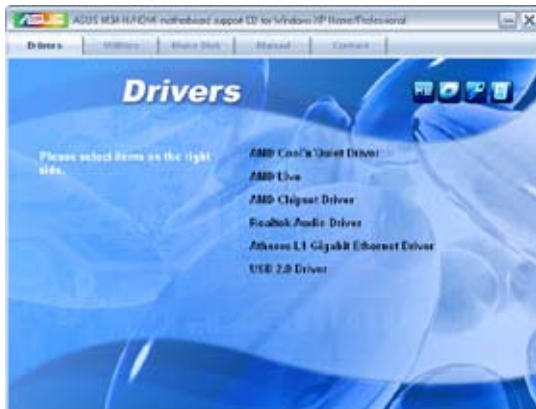 ASUS motherboard support CD for Windows XP Home/Professional
Drivers
Utilities
Make Disk
Manual
Contact
Drivers
Please select items on the right
side.
AMD Cool'n'Quiet Driver
AMD Live
AMD Chipset Driver
Realtek Audio Driver
Atheros L1 Gigabit Ethernet Driver
USB 2.0 Driver